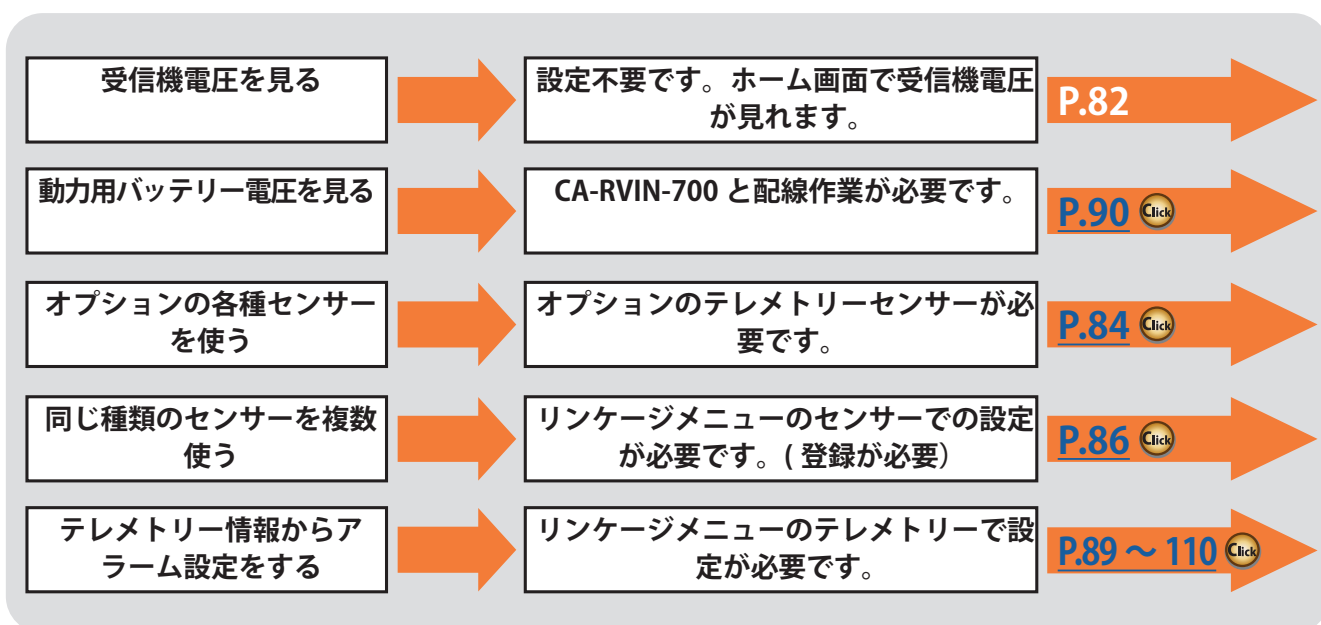 受信機電圧を見る
設定不要です。ホーム画面で受信機電圧
が見れます。
P.82
動力用バッテリー電圧を見る
CA-RVIN-700 と配線作業が必要です。
P.90 Click
オプションの各種センサー
を使う
オプションのテレメトリーセンサーが必
要です。
P.84 Click
同じ種類のセンサーを複数
使う
リンケージメニューのセンサーでの設定
が必要です。( 登録が必要）
P.86 Click
テレメトリー情報からア
ラーム設定をする
リンケージメニューのテレメトリーで設
定が必要です。
P.89 ～ 110 Click